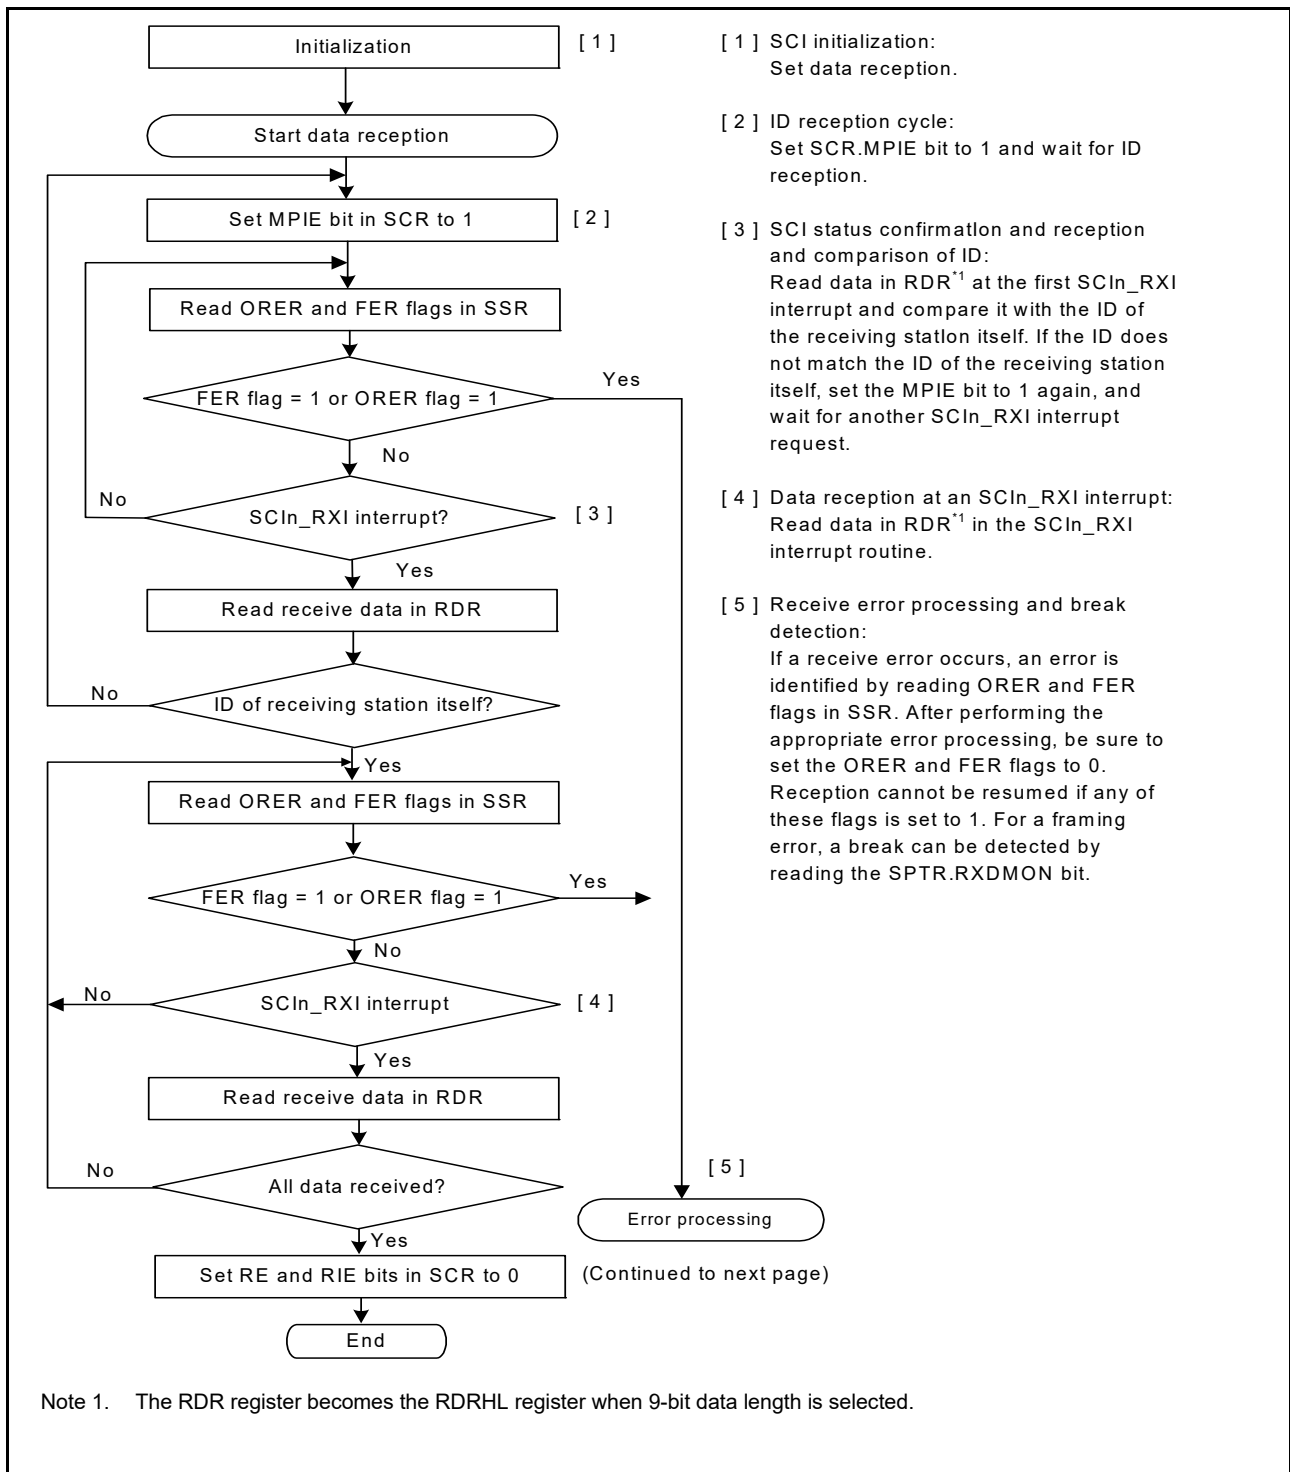 Initialization
[ 1 ]
Start data reception
Set MPIE bit in SCR to 1
[ 2 ]
Read ORER and FER flags in SSR
FER flag = 1 or ORER flag = 1
Yes
No
SCIn_RXI interrupt?
[ 3 ]
No
Yes
Read receive data in RDR
ID of receiving station itself?
No
Yes
Read ORER and FER flags in SSR
FER flag = 1 or ORER flag = 1
Yes
No
SCIn_RXI interrupt
[ 4 ]
No
Yes
Read receive data in RDR
All data received?
No
Yes
[ 5 ]
Error processing
Set RE and RIE bits in SCR to 0
(Continued to next page)
End
[ 1 ] SCI initialization:
Set data reception.
[ 2 ] ID reception cycle:
Set SCR.MPIE bit to 1 and wait for ID
reception.
[ 3 ] SCI status confirmatIon and reception
and comparison of ID:
Read data in RDR*1 at the first SCIn_RXI
interrupt and compare it with the ID of
the receiving statIon itself. If the ID does
not match the ID of the receiving station
itself, set the MPIE bit to 1 again, and
wait for another SCIn_RXI interrupt
request.
[ 4 ] Data reception at an SCIn_RXI interrupt:
Read data in RDR*1 in the SCIn_RXI
interrupt routine.
[ 5 ] Receive error processing and break
detection:
If a receive error occurs, an error is
identified by reading ORER and FER
flags in SSR. After performing the
appropriate error processing, be sure to
set the ORER and FER flags to 0.
Reception cannot be resumed if any of
these flags is set to 1. For a framing
error, a break can be detected by
reading the SPTR.RXDMON bit.
Note 1. The RDR register becomes the RDRHL register when 9-bit data length is selected.